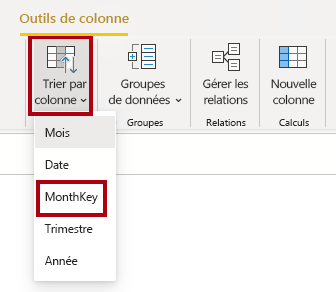 Outils de colonne
Trier par
colonne
Groupes
de données
Gérer les
relations
Nouvelle
colonne
Groupes
Relations
Calculs
Mois
Date
MonthKey
Trimestre
Année